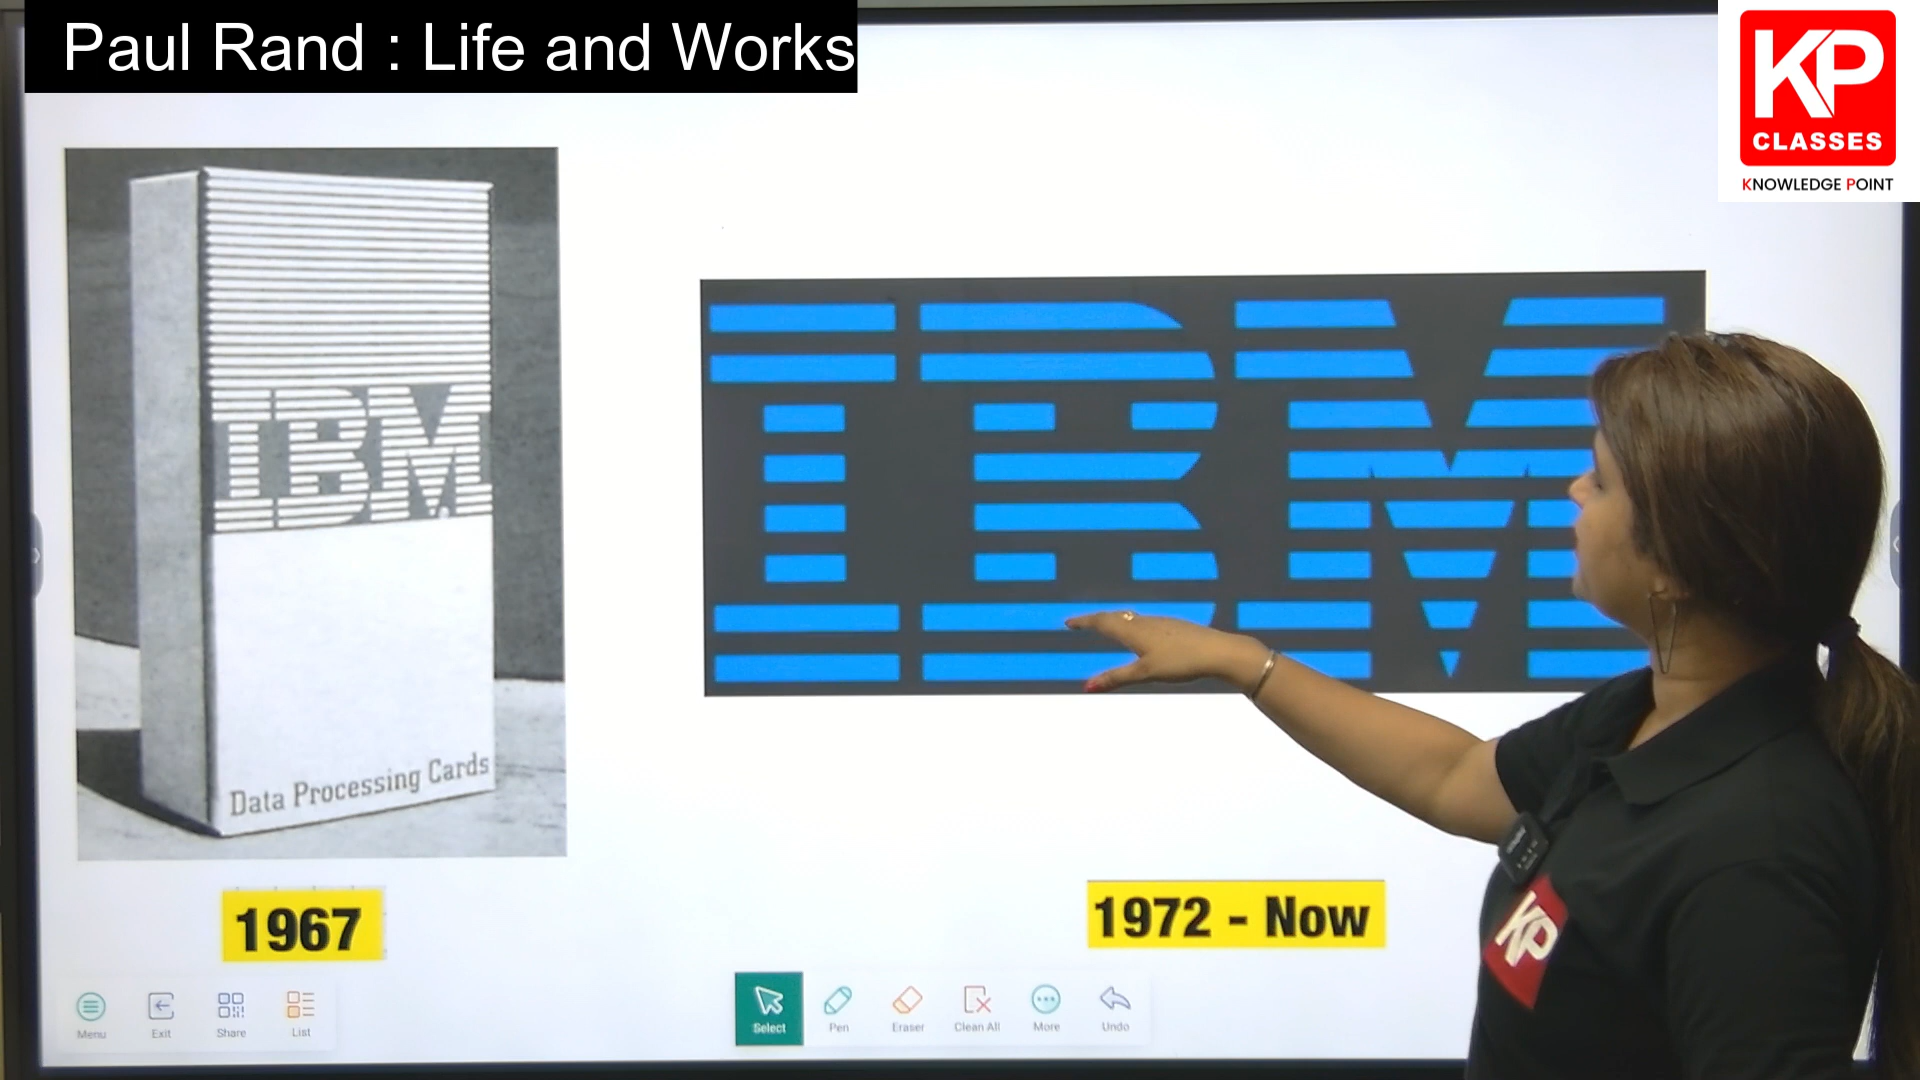 Paul Rand : Life and Works
KP
CLASSES
KNOWLEDGE POINT
IBM
Data Processing Cards
IBM
1967
1972 - Now
KP
Menu
Exit
Share
List
Select
Pen
Eraser
Clean All
More
Undo